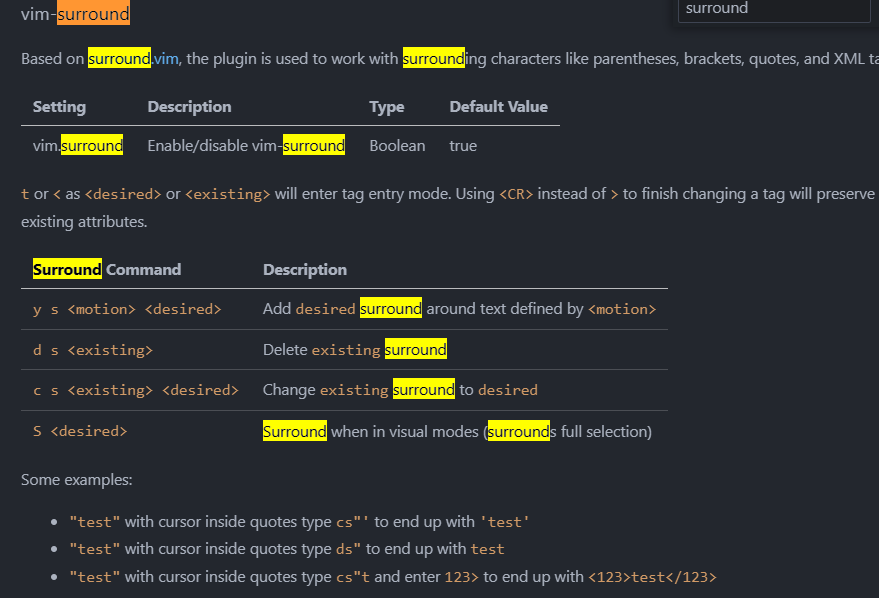 vim-surround
surround
Based on surround.vim, the plugin is used to work with surrounding characters like parentheses, brackets, quotes, and XML ta
Setting Description Type Default Value
vim.surround Enable/disable vim-surround Boolean true
t or < as <desired> or <existing> will enter tag entry mode. Using <CR> instead of > to finish changing a tag will preserve
existing attributes.
Surround Command Description
y s <motion> <desired> Add desired surround around text defined by <motion>
d s <existing> Delete existing surround
c s <existing> <desired> Change existing surround to desired
S <desired> Surround when in visual modes (surrounds full selection)
Some examples:
• "test" with cursor inside quotes type cs"' to end up with 'test'
• "test" with cursor inside quotes type ds" to end up with test
• "test" with cursor inside quotes type cs"t and enter 123> to end up with <123>test</123>